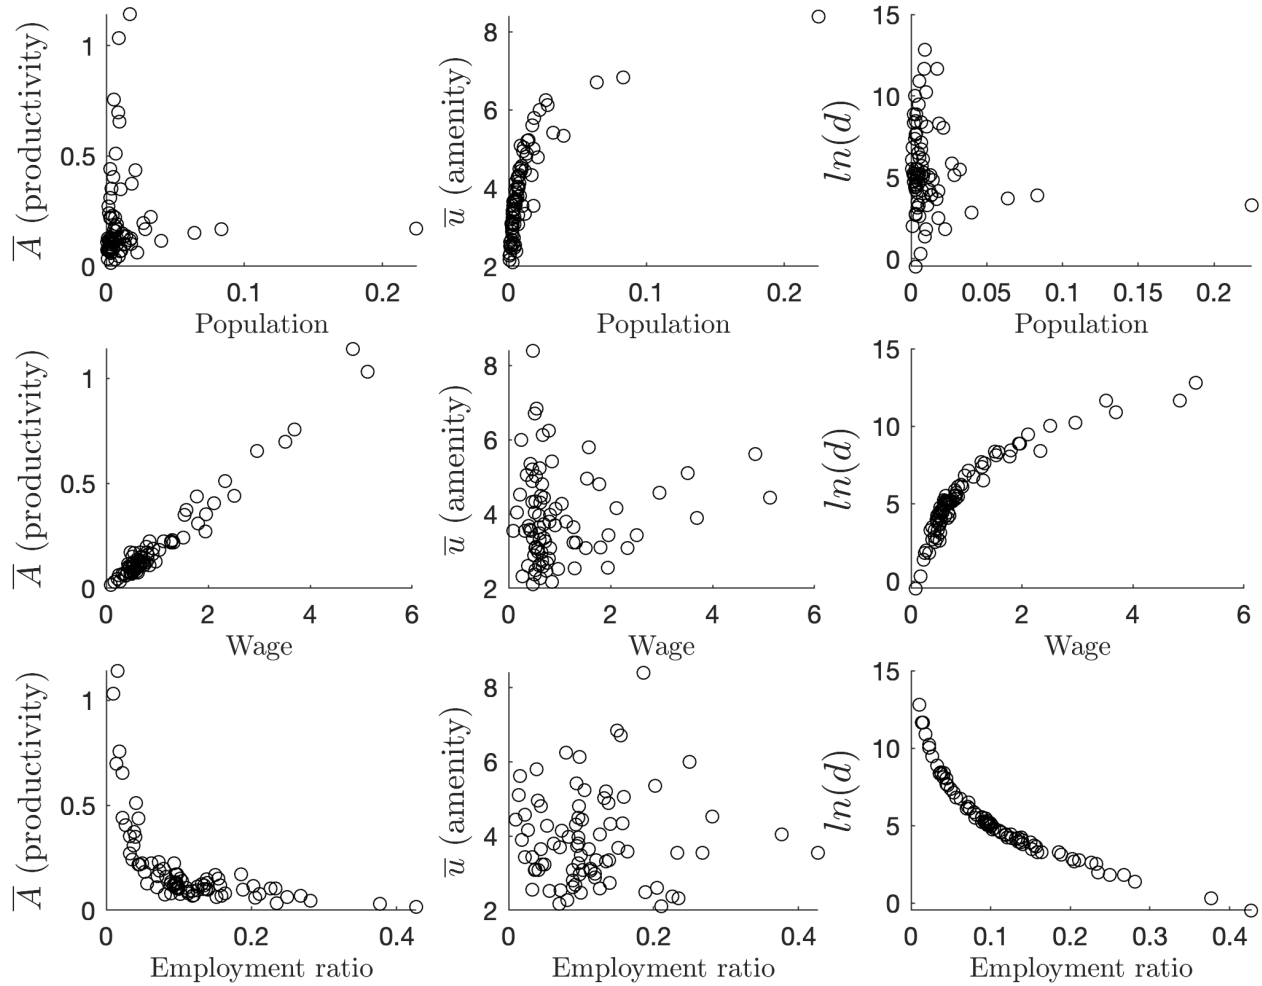 1
0.5
0
0 0.1 0.2
Population
A (productivity)
8
6
4
2
0 0.1 0.2
Population
u (amenity)
15
10
5
0
0 0.05 0.1 0.15 0.2
Population
ln(d)
1
0.5
0
0 2 4 6
Wage
A (productivity)
8
6
4
2
0 2 4 6
Wage
u (amenity)
15
10
5
0
0 2 4 6
Wage
ln(d)
1
0.5
0
0 0.2 0.4
Employment ratio
A (productivity)
8
6
4
2
0 0.2 0.4
Employment ratio
u (amenity)
15
10
5
0
0 0.1 0.2 0.3 0.4
Employment ratio
ln(d)